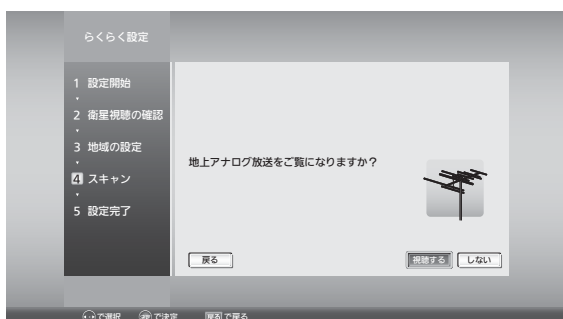 らくらく設定
1 設定開始
2 衛星視聴の確認
3 地域の設定
4 スキャン
5 設定完了
地上アナログ放送をご覧になりますか？
戻る
視聴する しない
で選択 で決定 戻る で戻る